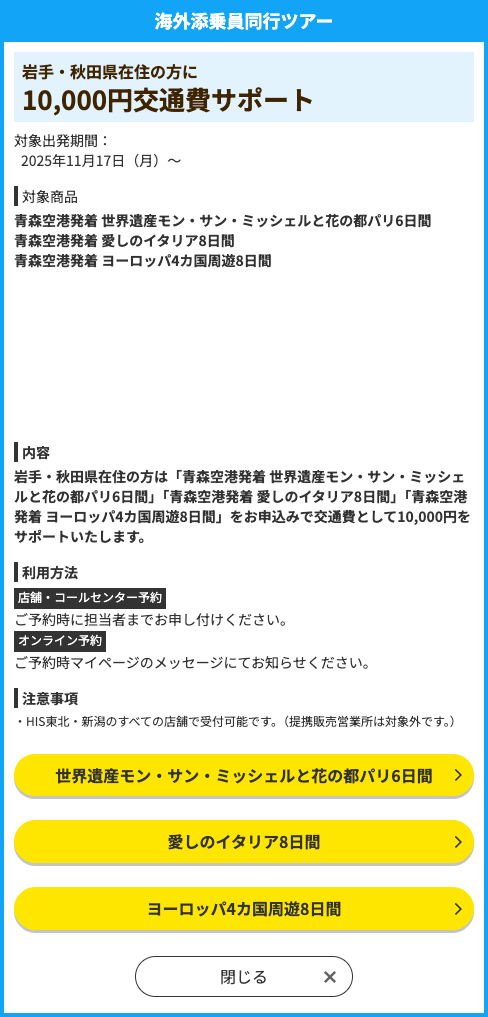 海外添乗員同行ツアー
岩手・秋田県在住の方に
10,000円交通費サポート
対象出発期間：
2025年11月17日（月）～
対象商品
青森空港発着 世界遺産モン・サン・ミッシェルと花の都パリ6日間
青森空港発着 愛しのイタリア8日間
青森空港発着 ヨーロッパ4カ国周遊8日間
内容
岩手・秋田県在住の方は「青森空港発着 世界遺産モン・サン・ミッシェ
ルと花の都パリ6日間」「青森空港発着 愛しのイタリア8日間」「青森空港
発着 ヨーロッパ4カ国周遊8日間」をお申込みで交通費として10,000円を
サポートいたします。
利用方法
店舗・コールセンター予約
ご予約時に担当者までお申し付けください。
オンライン予約
ご予約時マイページのメッセージにてお知らせください。
注意事項
・HIS東北・新潟のすべての店舗で受付可能です。（提携販売営業所は対象外です。）
世界遺産モン・サン・ミッシェルと花の都パリ6日間
愛しのイタリア8日間
ヨーロッパ4カ国周遊8日間
閉じる ×